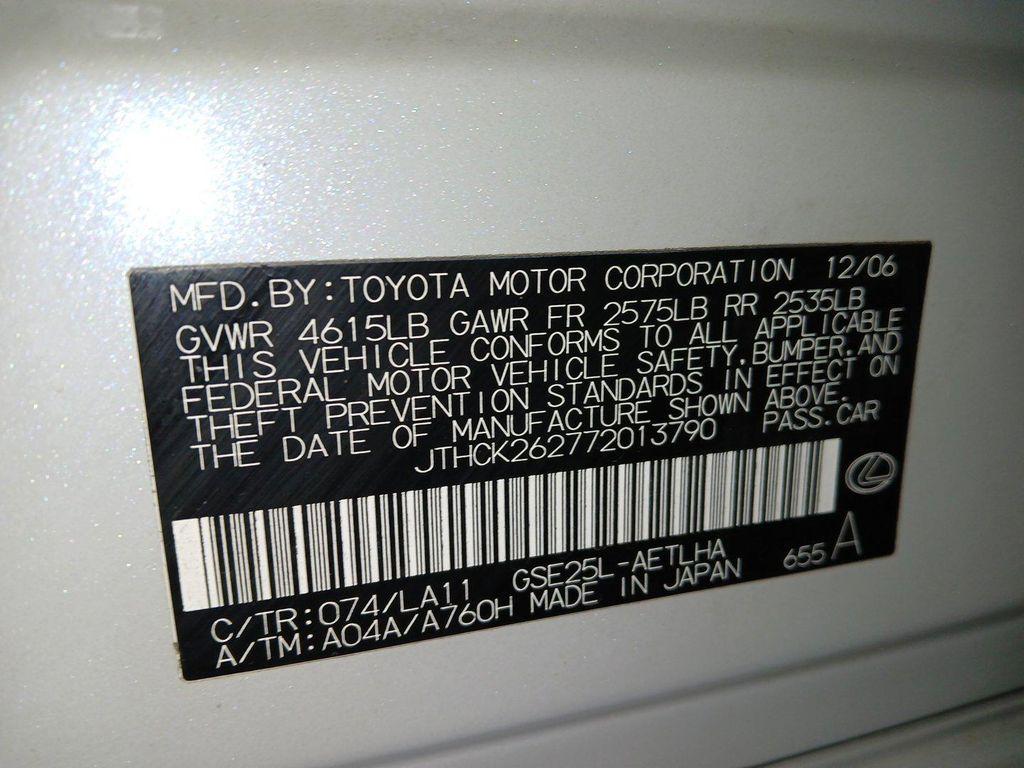 MFD. BY: TOYOTA MOTOR CORPORATION 12/06
GVWR 4615LB GAWR FR 2575LB RR 2535LB
THIS VEHICLE CONFORMS TO ALL APPLICABLE
FEDERAL MOTOR VEHICLE SAFETY, BUMPER, AND
THEFT PREVENTION STANDARDS IN EFFECT ON
THE DATE OF MANUFACTURE SHOWN ABOVE.
JTHCK262772013790 PASS. CAR
C/TR: 074/LA11 GSE25L-AETLHA
A/TM: A04A/A760H MADE IN JAPAN 655 A